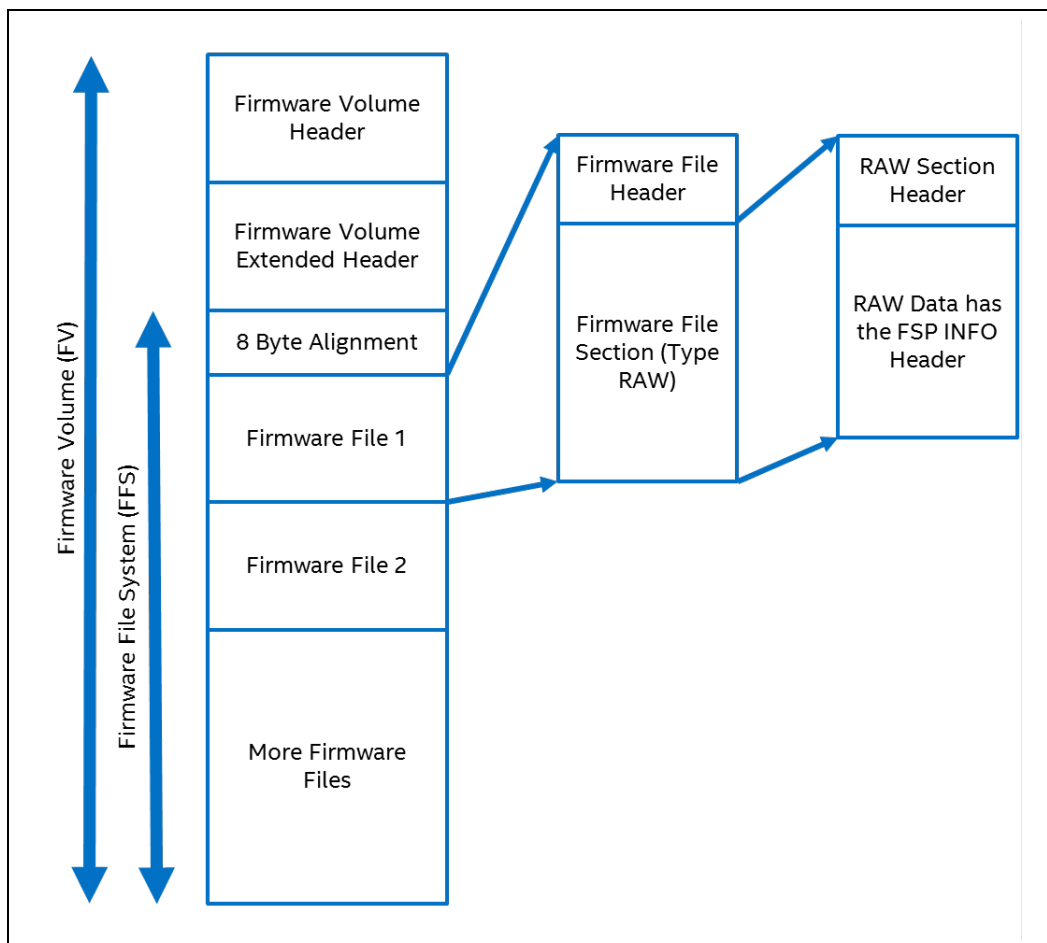 Firmware Volume (FV)
Firmware File System (FFS)
Firmware Volume
Header
Firmware Volume
Extended Header
8 Byte Alignment
Firmware File 1
Firmware File 2
More Firmware
Files
Firmware File
Header
Firmware File
Section (Type
RAW)
RAW Section
Header
RAW Data has
the FSP INFO
Header